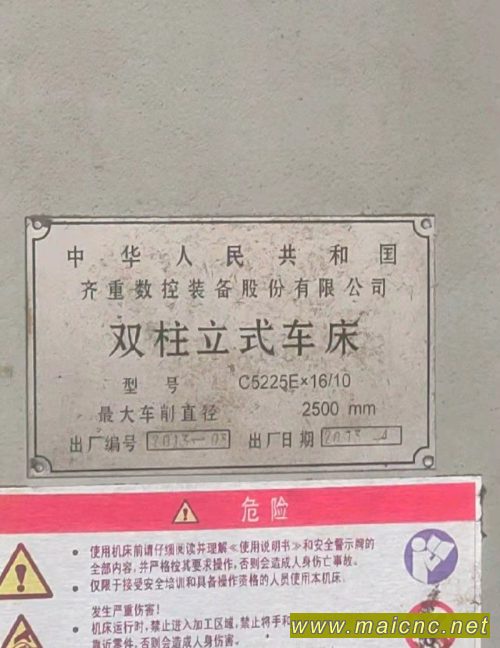 中华人民共和国
齐重数控装备股份有限公司
双柱立式车床
型号 C5225E×16/10
最大车削直径 2500 mm
出厂编号 2013-03 出厂日期
危险
• 使用机床前请仔细阅读并理解≪使用说明书≫和安全警示牌的
全部内容,并严格按其要求操作,否则会造成人身伤亡事故。
• 仅限于接受安全培训和具备操作资格的人员使用本机床.
发生严重伤害!
• 机床运行时,禁止进入加工区域,禁止将手和
靠近零件,否则会造成人身伤害。
www.maicnc.net